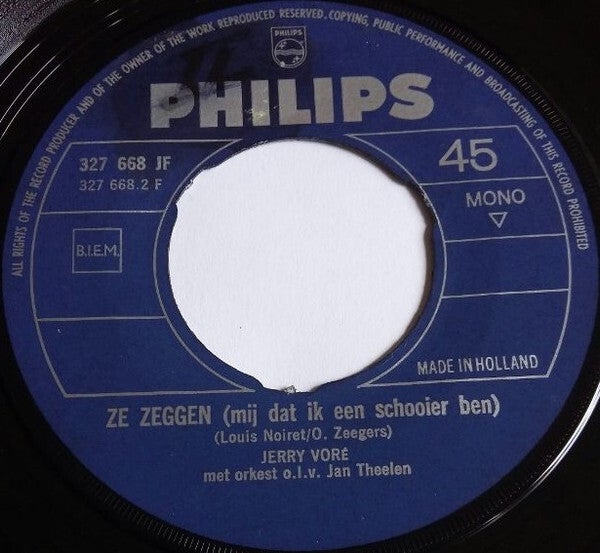 ALL RIGHTS OF THE RECORD PRODUCER AND OF THE OWNER OF THE WORK REPRODUCED RESERVED. COPYING, PUBLIC PERFORMANCE AND BROADCASTING OF THIS RECORD PROHIBITED
PHILIPS
PHILIPS
327 668 JF
327 668.2 F
45
MONO
B.I.E.M.
MADE IN HOLLAND
ZE ZEGGEN (mij dat ik een schooier ben)
(Louis Noiret/O. Zeegers)
JERRY VORÉ
met orkest o.l.v. Jan Theelen